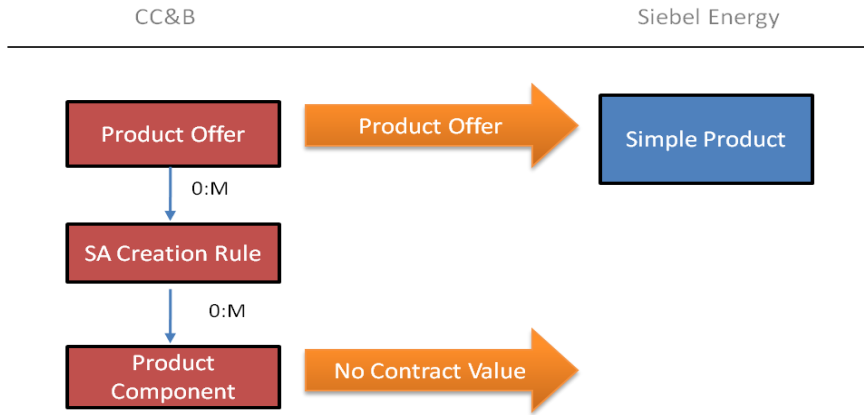 CC&B
Siebel Energy
Product Offer
Product Offer
Simple Product
0:M
SA Creation Rule
0:M
Product
Component
No Contract Value